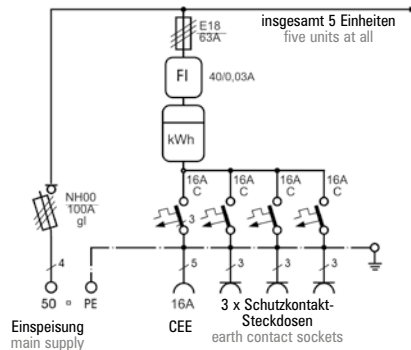 insgesamt 5 Einheiten
five units at all
E18
63A
FI
40/0,03A
kWh
16A
C
16A
C
16A
C
16A
C
NH00
100A
gl
3
4
5
3
3
3
50 ¤ PE
16A
Einspeisung
main supply
CEE
3 x Schutzkontakt-
Steckdosen
earth contact sockets